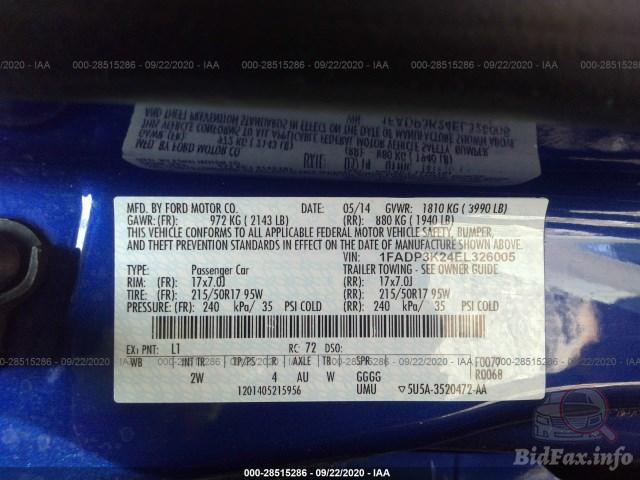 000-28515286 - 09/22/2020 - IAA
MFD. BY FORD MOTOR CO. DATE: 05/14 GVWR: 1810 KG ( 3990 LB)
GAWR:(FR): 972 KG ( 2143 LB) (RR): 880 KG ( 1940 LB)
THIS VEHICLE CONFORMS TO ALL APPLICABLE FEDERAL MOTOR VEHICLE SAFETY, BUMPER,
AND THEFT PREVENTION STANDARDS IN EFFECT ON THE DATE OF MANUFACTURE SHOWN ABOVE.
VIN: 1FADP3K24EL326005
TYPE: Passenger Car TRAILER TOWING - SEE OWNER GUIDE
RIM: (FR): 17x7.0J (RR): 17x7.0J
TIRE: (FR): 215/50R17 95W (RR): 215/50R17 95W
PRESSURE: (FR): 240 kPa/ 35 PSI COLD (RR): 240 kPa/ 35 PSI COLD
EXT PNT: L1 RC: 72 DSO: F0077
WB INT TR TP/PS R AXLE TR SPR R0068
2W 4 AU W GGGG
1201405215956 UMU ▽5U5A-3520472-AA
000-28515286 - 09/22/2020 - IAA
BidFax.info